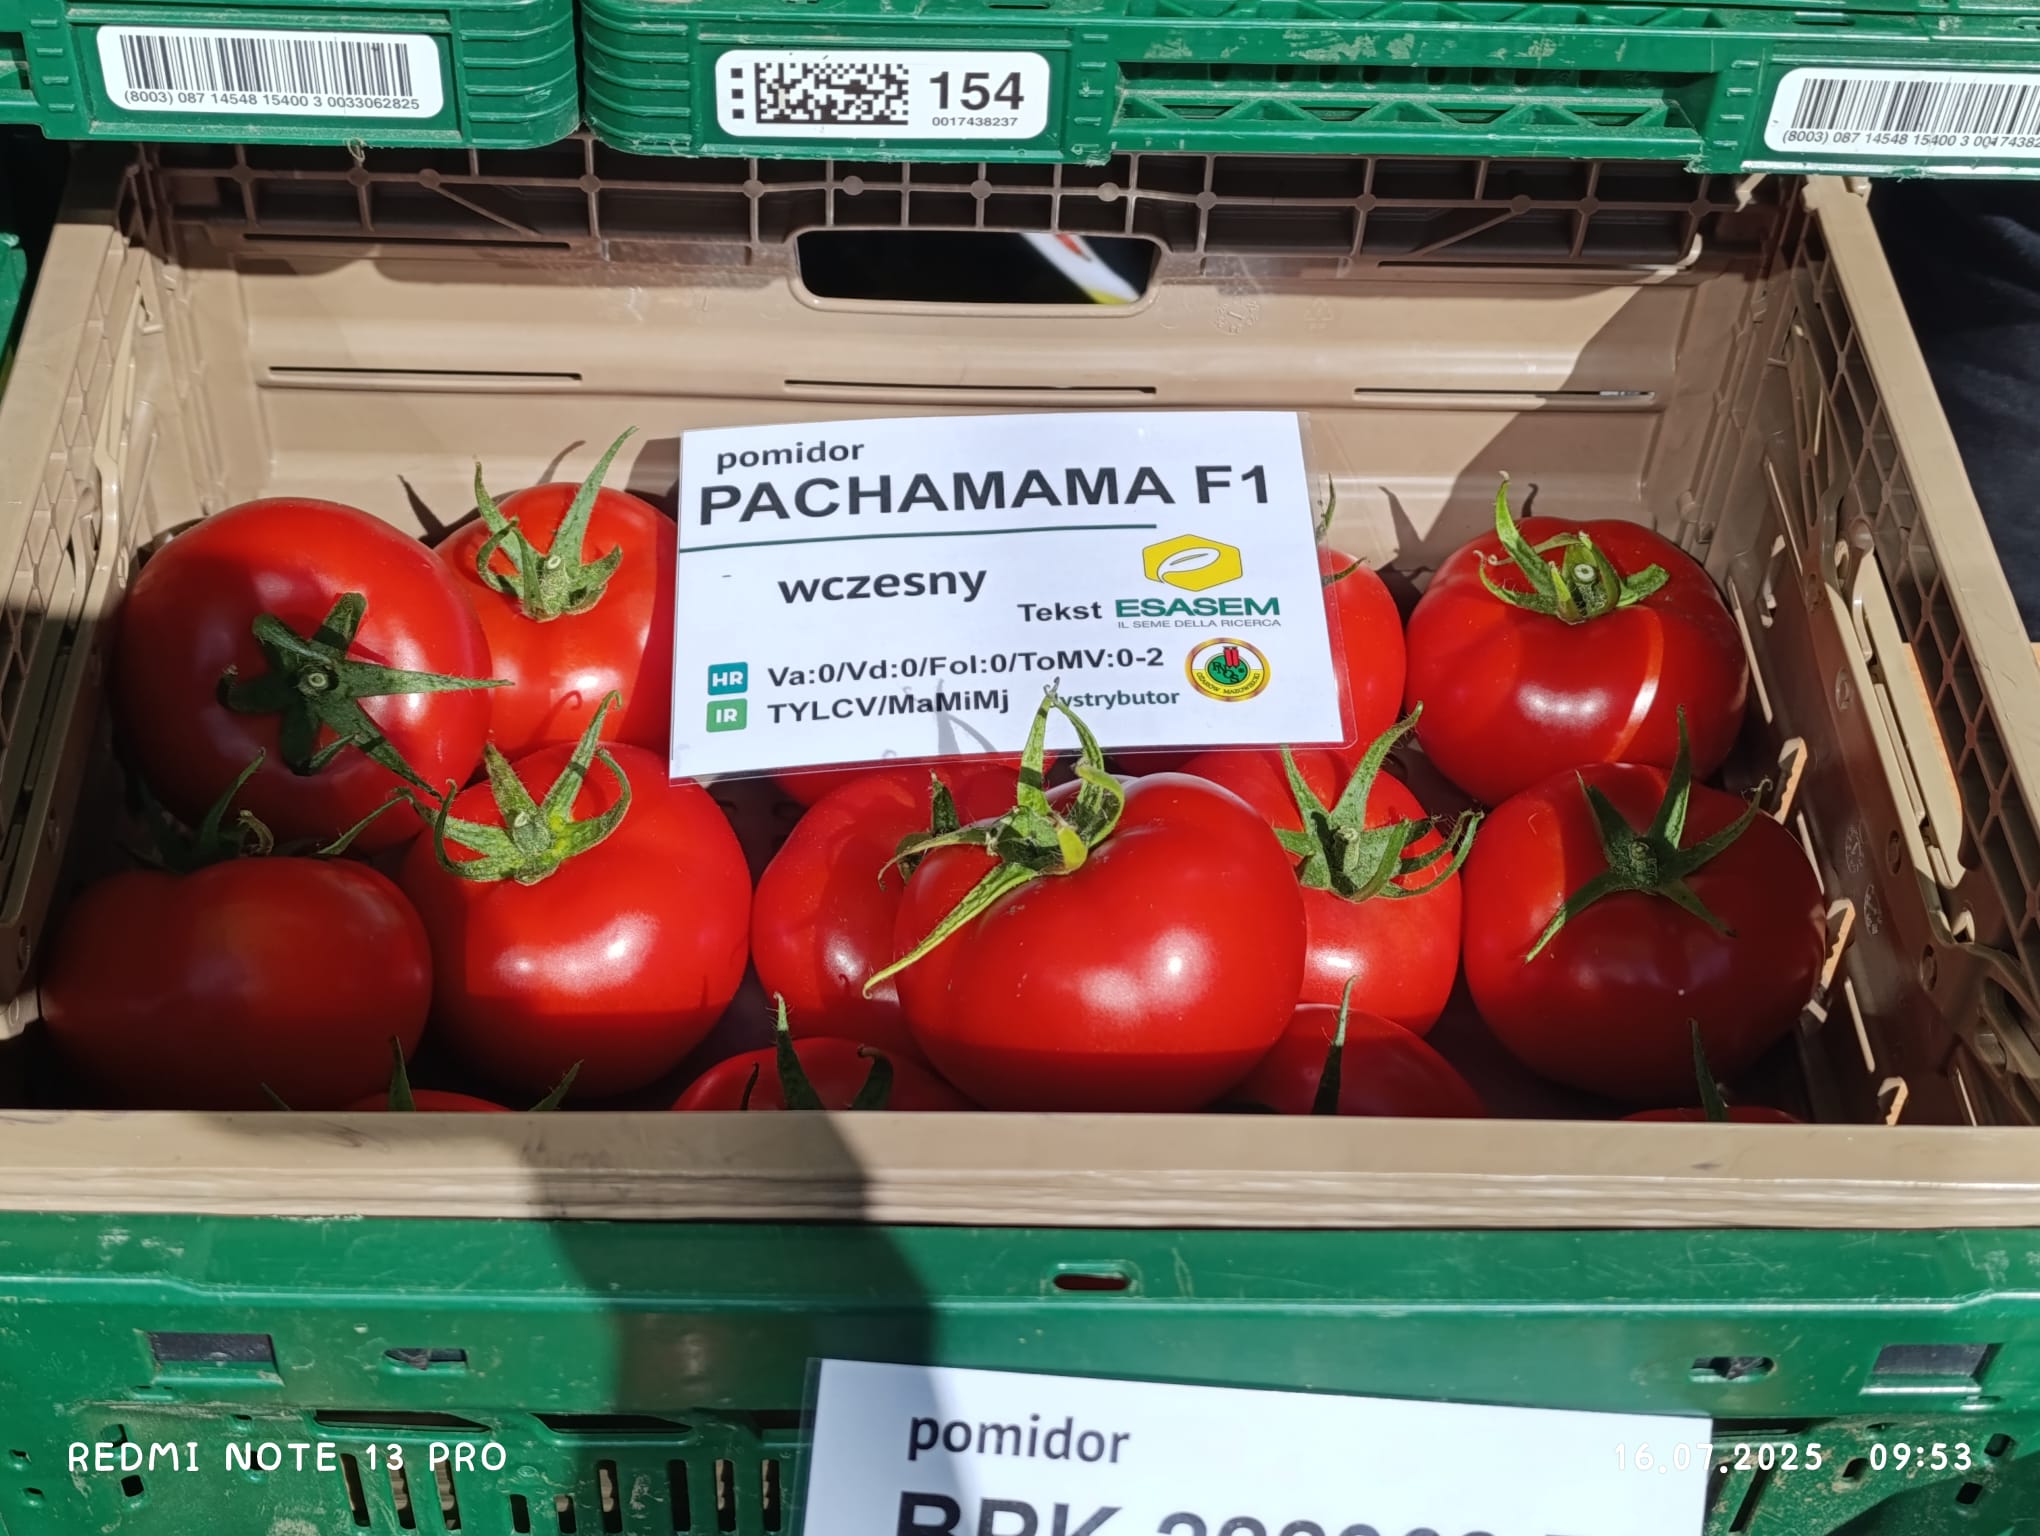 (8003) 087 14548 15400 3 0033062825
154
0017438237
(8003) 087 14548 15400 3
pomidor
PACHAMAMA F1
wczesny
Tekst ESASEM
IL SEME DELLA RICERCA
HR Va:0/Vd:0/Fol:0/ToMV:0-2
IR TYLCV/MaMiMj
OŻARÓW MAZOWIECKI
pomidor
REDMI NOTE 13 PRO
16.07.2025 09:53